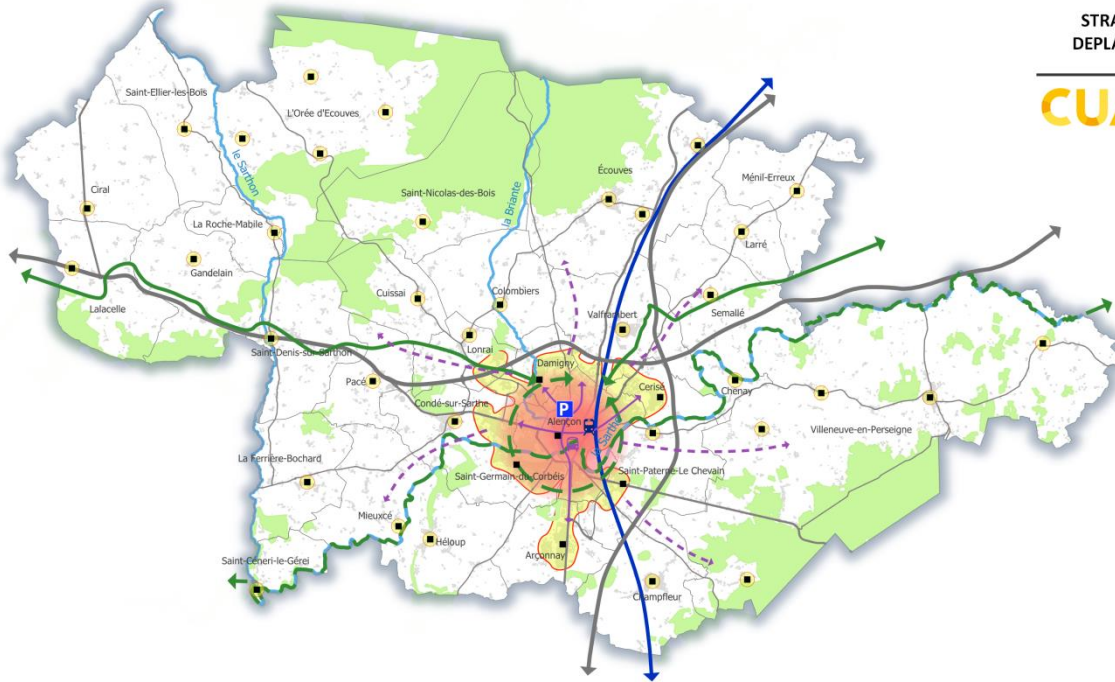 STRA
DEPLA
CUA
Saint-Ellier-les-Bois
L'Orée d'Ecouves
le Sarthon
Ciral
La Roche-Mabile
Gandelain
Saint-Nicolas-des-Bois
la Briante
Écouves
Ménil-Erreux
Larré
Lalacelle
Cuissai
Colombiers
Semallé
Valframbert
Saint-Denis-sur-Sarthon
Lonrai
Damigny
Pacé
Condé-sur-Sarthe
Cerisé
Chenay
P
Alençon
Villeneuve-en-Perseigne
La Ferrière-Bochard
Saint-Germain-du-Corbéis
Saint-Paterne-Le Chevain
Mieuxcé
Héloup
Arçonnay
Saint-Céneri-le-Gérei
Champfleur